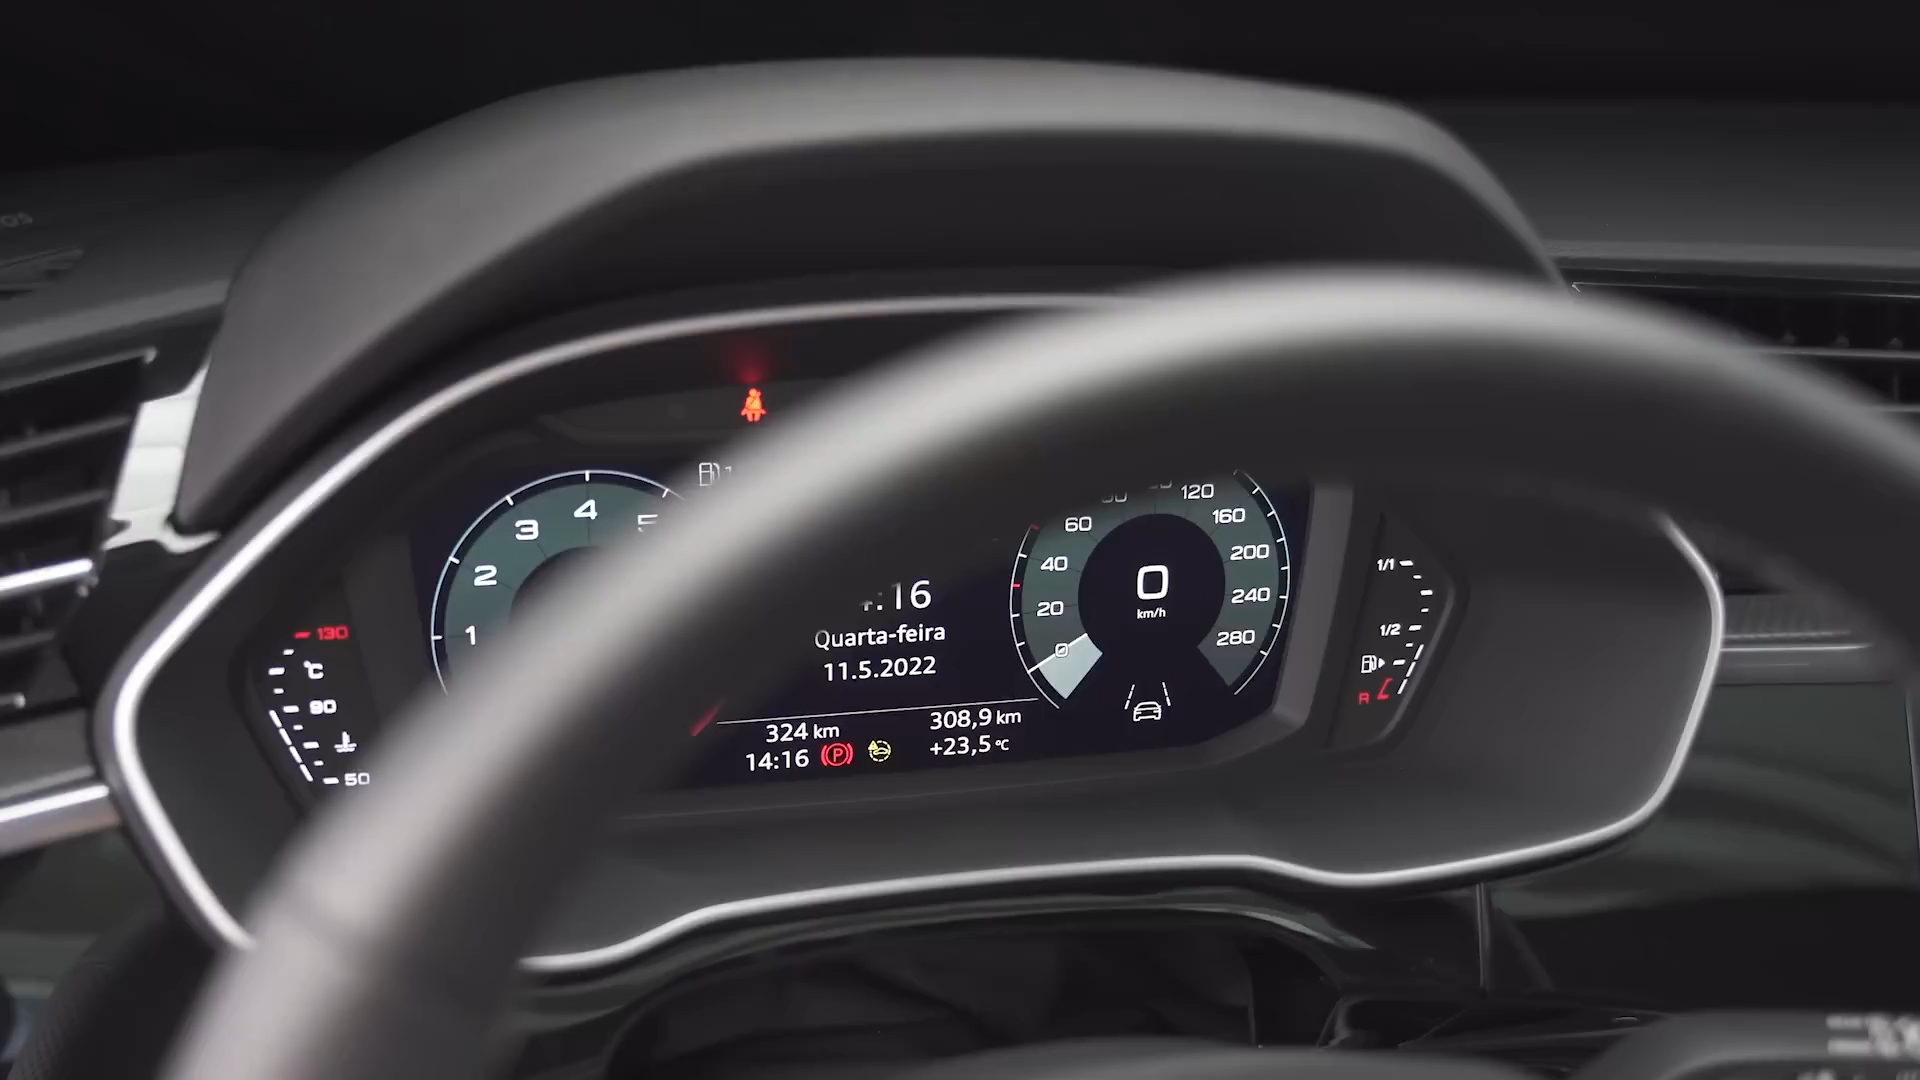 1
2
3
4
5
130
°C
90
50
:16
Quarta-feira
11.5.2022
324 km
14:16
P
308,9 km
+23,5 °C
0
20
40
60
120
160
200
240
280
0
km/h
1/1
1/2
R